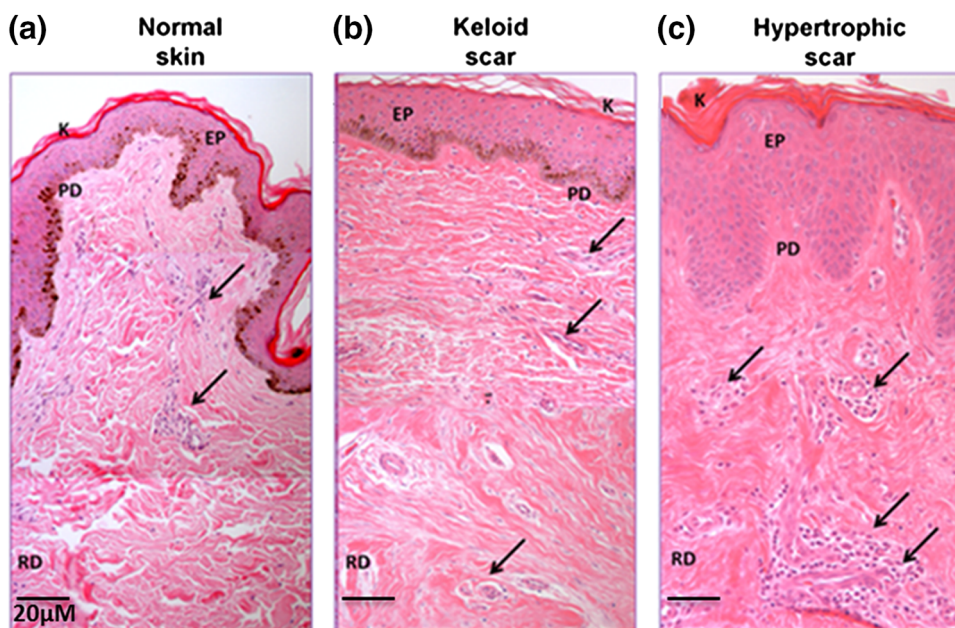 (a) Normal
skin
(b) Keloid
scar
(c) Hypertrophic
scar
K
EP
PD
RD
20µM
K
EP
PD
RD
K
EP
PD
RD